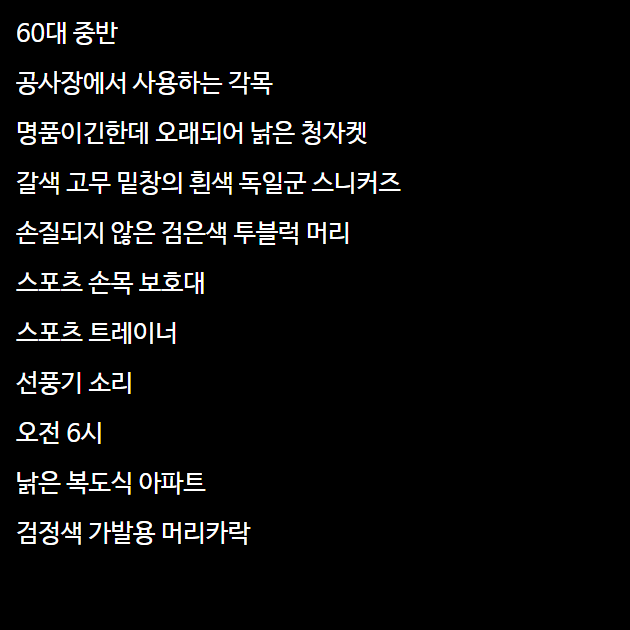 60대 중반
공사장에서 사용하는 각목
명품이긴한데 오래되어 낡은 청자켓
갈색 고무 밑창의 흰색 독일군 스니커즈
손질되지 않은 검은색 투블럭 머리
스포츠 손목 보호대
스포츠 트레이너
선풍기 소리
오전 6시
낡은 복도식 아파트
검정색 가발용 머리카락